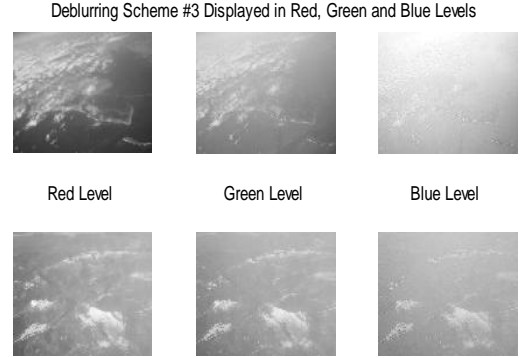 Deblurring Scheme #3 Displayed in Red, Green and Blue Levels
Red Level
Green Level
Blue Level